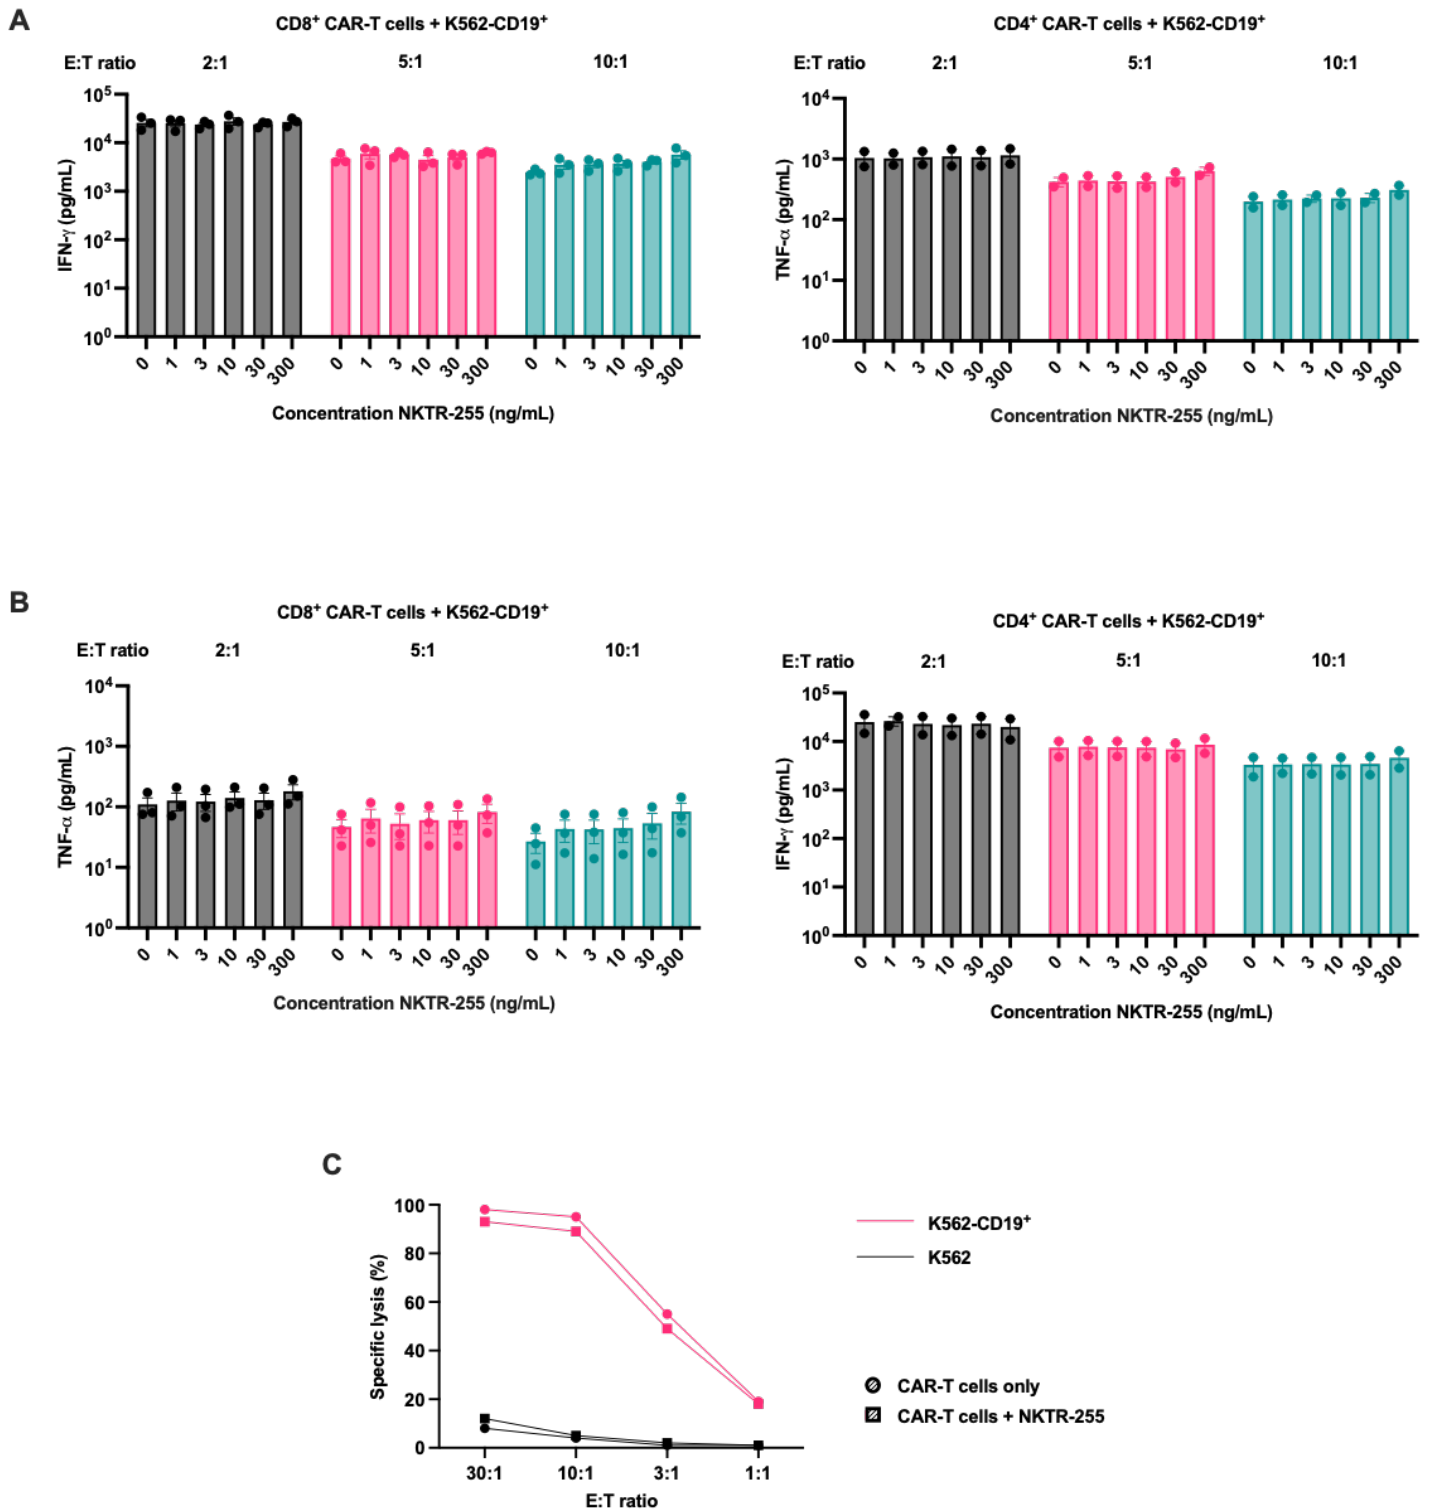 A
CD8⁺ CAR-T cells + K562-CD19⁺
E:T ratio 2:1 5:1 10:1
IFN-γ (pg/mL)
10⁵
10⁴
10³
10²
10¹
10⁰
0 1 3 10 30 300 0 1 3 10 30 300 0 1 3 10 30 300
Concentration NKTR-255 (ng/mL)
CD4⁺ CAR-T cells + K562-CD19⁺
E:T ratio 2:1 5:1 10:1
TNF-α (pg/mL)
10⁴
10³
10²
10¹
10⁰
0 1 3 10 30 300 0 1 3 10 30 300 0 1 3 10 30 300
Concentration NKTR-255 (ng/mL)
B
CD8⁺ CAR-T cells + K562-CD19⁺
E:T ratio 2:1 5:1 10:1
TNF-α (pg/mL)
10⁴
10³
10²
10¹
10⁰
0 1 3 10 30 300 0 1 3 10 30 300 0 1 3 10 30 300
Concentration NKTR-255 (ng/mL)
CD4⁺ CAR-T cells + K562-CD19⁺
E:T ratio 2:1 5:1 10:1
IFN-γ (pg/mL)
10⁵
10⁴
10³
10²
10¹
10⁰
0 1 3 10 30 300 0 1 3 10 30 300 0 1 3 10 30 300
Concentration NKTR-255 (ng/mL)
C
Specific lysis (%)
100
80
60
40
20
0
30:1 10:1 3:1 1:1
E:T ratio
K562-CD19⁺
K562
CAR-T cells only
CAR-T cells + NKTR-255